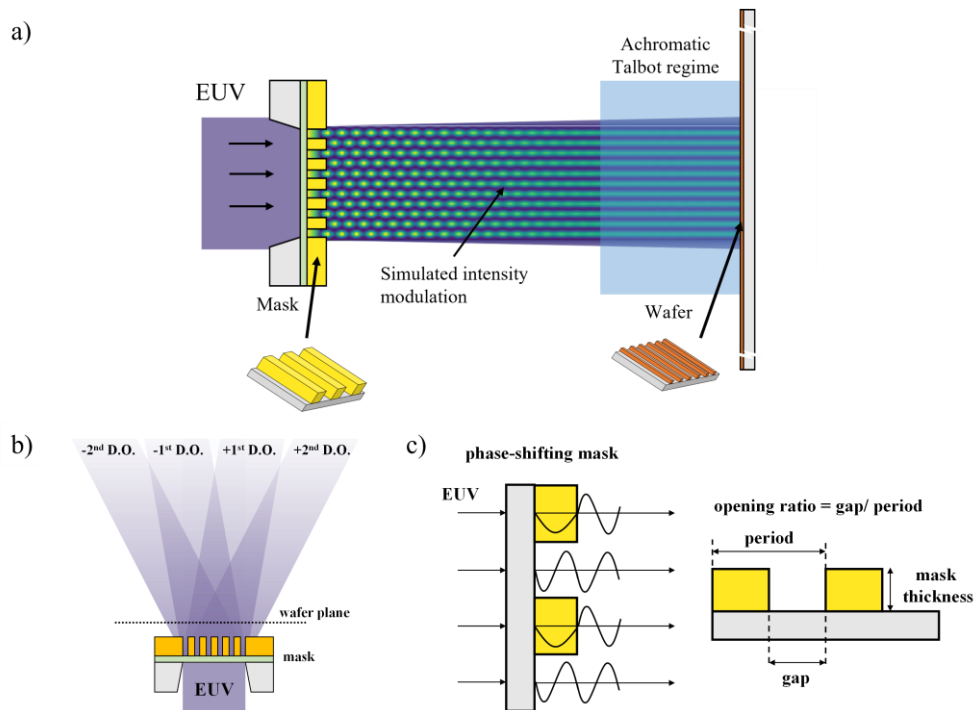 a)
EUV
Achromatic
Talbot regime
Simulated intensity
modulation
Mask
Wafer
b)
-2nd D.O. -1st D.O. +1st D.O. +2nd D.O.
wafer plane
mask
EUV
c)
phase-shifting mask
EUV
opening ratio = gap/ period
period
mask
thickness
gap